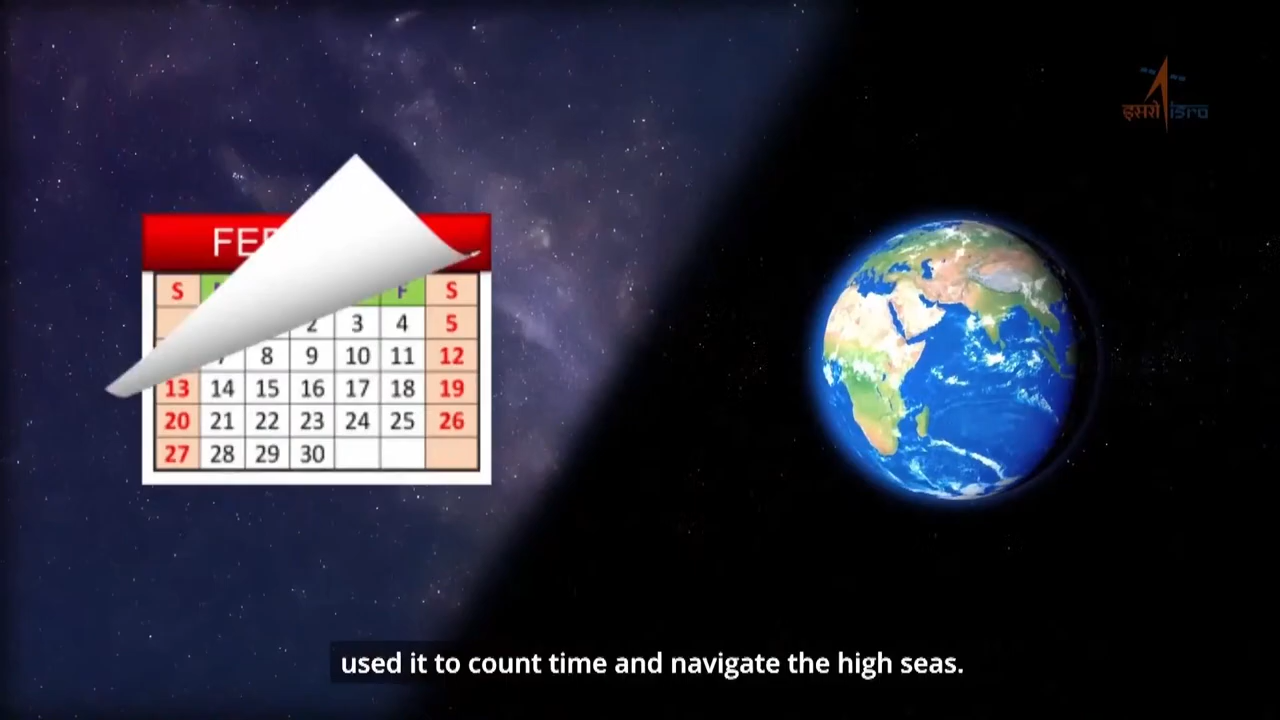 इसरो isro
FEB
S F S
2 3 4 5
7 8 9 10 11 12
13 14 15 16 17 18 19
20 21 22 23 24 25 26
27 28 29 30
used it to count time and navigate the high seas.